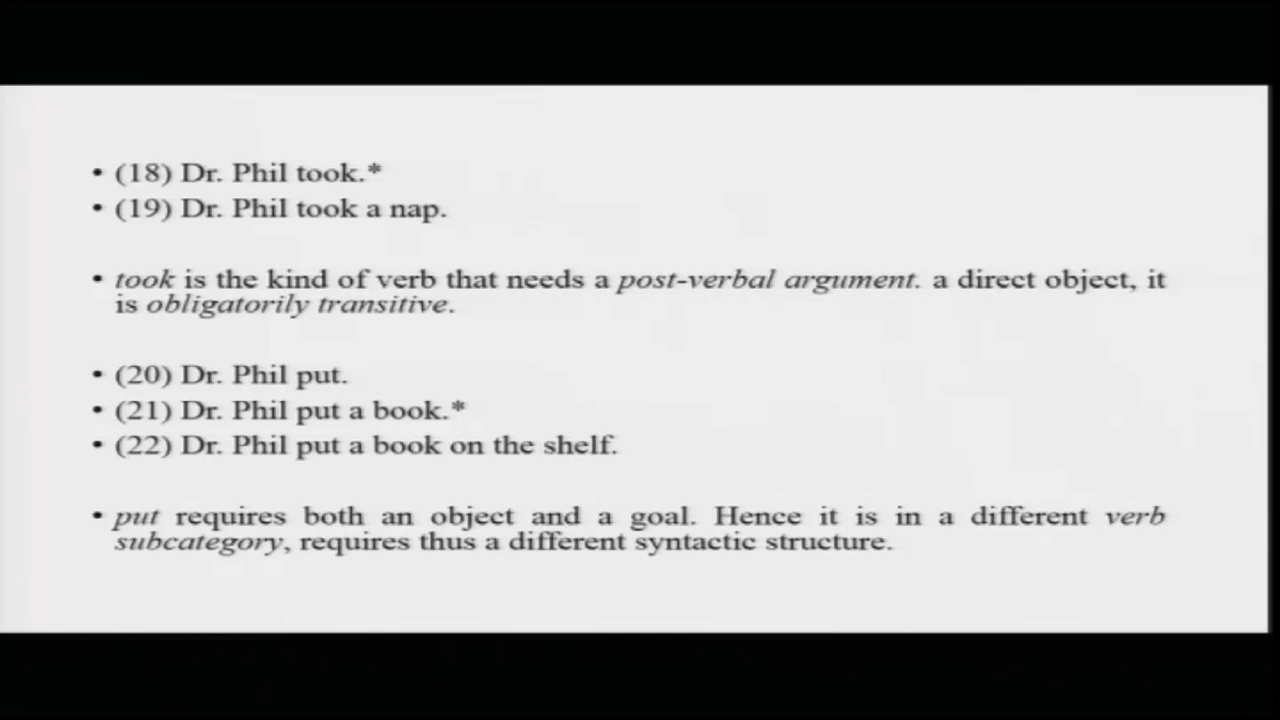 • (18) Dr. Phil took.*
• (19) Dr. Phil took a nap.
• took is the kind of verb that needs a post-verbal argument. a direct object, it
is obligatorily transitive.
• (20) Dr. Phil put.
• (21) Dr. Phil put a book.*
• (22) Dr. Phil put a book on the shelf.
• put requires both an object and a goal. Hence it is in a different verb
subcategory, requires thus a different syntactic structure.